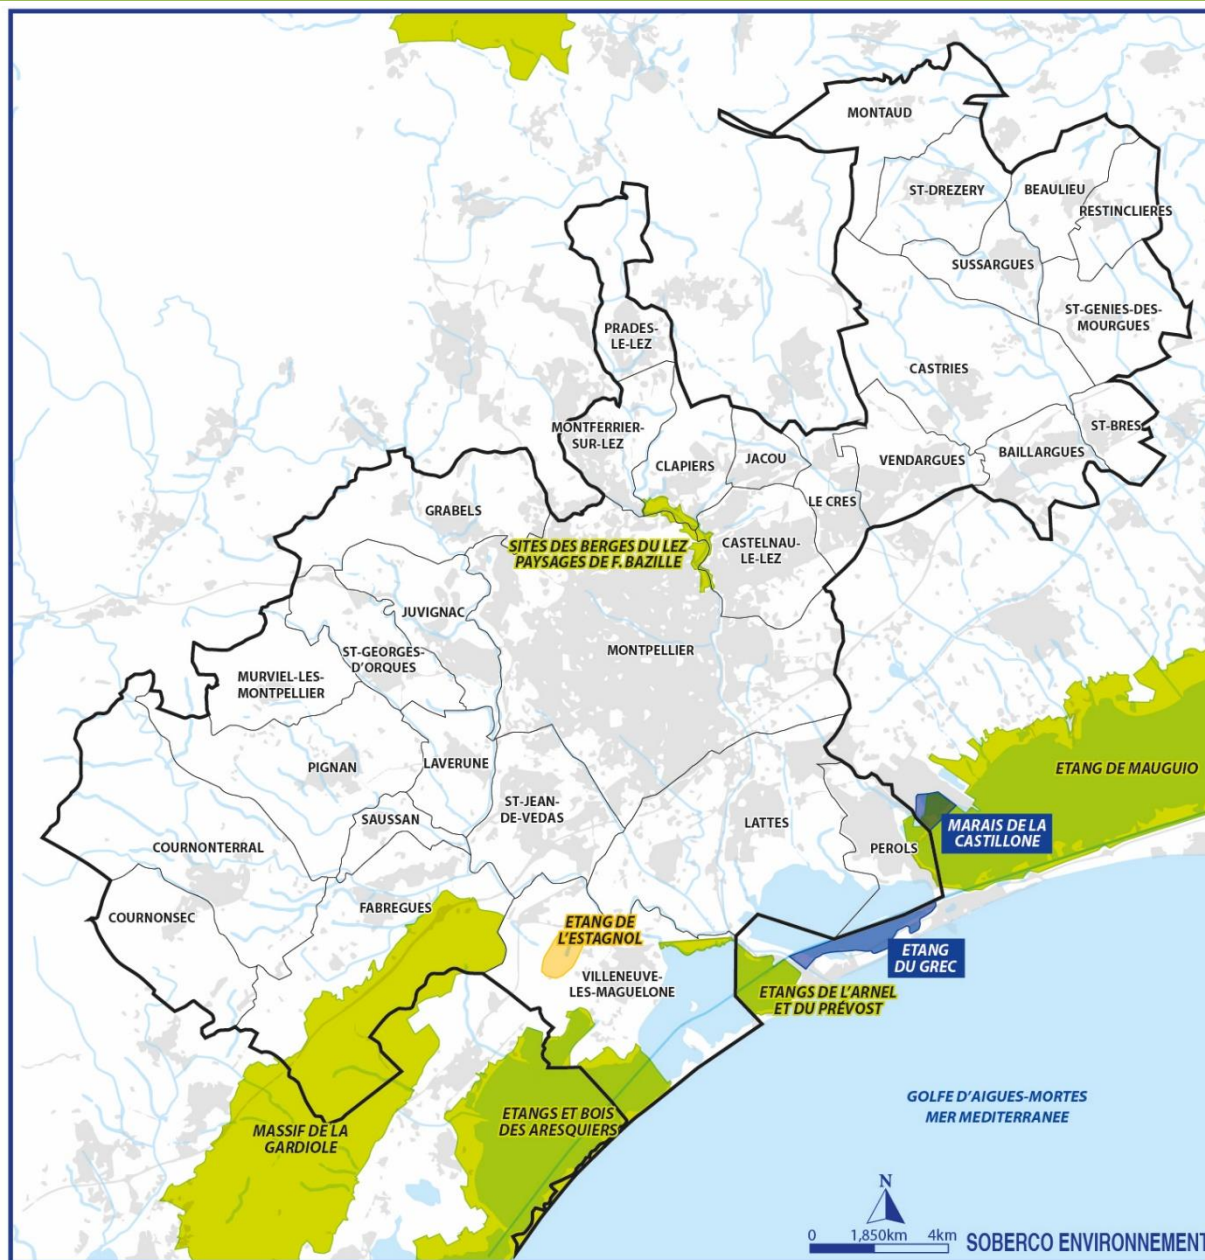 MONTAUD
ST-DREZERY
BEAULIEU
RESTINCLIERES
SUSSARGUES
ST-GENIES-DES-
MOURGUES
PRADES-
LE-LEZ
CASTRIES
MONTFERRIER-
SUR-LEZ
CLAPIERS
JACOU
VENDARGUES
BAILLARGUES
ST-BRES
LE CRES
GRABELS
SITES DES BERGES DU LEZ
PAYSAGES DE F. BAZILLE
CASTELNAU-
LE-LEZ
JUVIGNAC
MONTPELLIER
ST-GEORGES-
D'ORQUES
MURVIEL-LES-
MONTPELLIER
PIGNAN
LAVERUNE
ETANG DE MAUGUIO
ST-JEAN-
DE-VEDAS
SAUSSAN
LATTES
MARAIS DE LA
CASTILLONE
COURNONTERRAL
PEROLS
COURNONSEC
FABREGUES
ETANG DE
L'ESTAGNOL
ETANG
DU GREC
VILLENEUVE-
LES-MAGUELONE
ETANGS DE L'ARNEL
ET DU PRÉVOST
GOLFE D'AIGUES-MORTES
MER MEDITERRANEE
ETANGS ET BOIS
DES ARESQUIERS
MASSIF DE LA
GARDIOLE
N
0 1,850km 4km
SOBERCO ENVIRONNEMENT